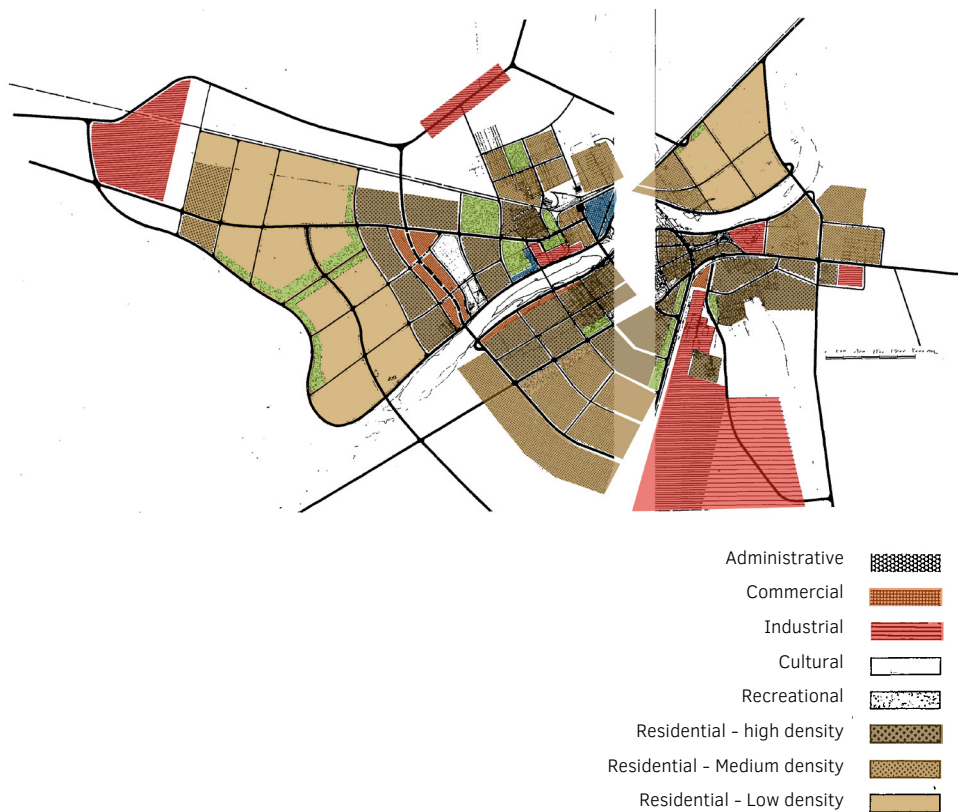 Administrative
Commercial
Industrial
Cultural
Recreational
Residential - high density
Residential - Medium density
Residential - Low density